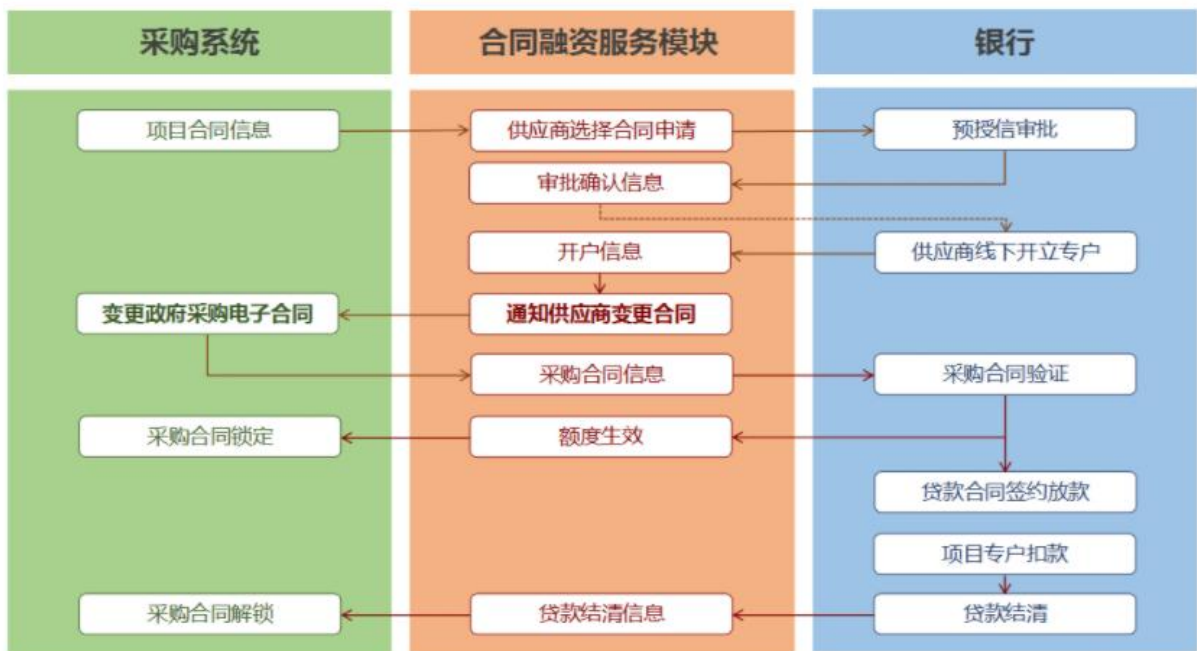 采购系统
合同融资服务模块
银行
项目合同信息
供应商选择合同申请
预授信审批
审批确认信息
开户信息
供应商线下开立专户
变更政府采购电子合同
通知供应商变更合同
采购合同信息
采购合同验证
采购合同锁定
额度生效
贷款合同签约放款
项目专户扣款
采购合同解锁
贷款结清信息
贷款结清